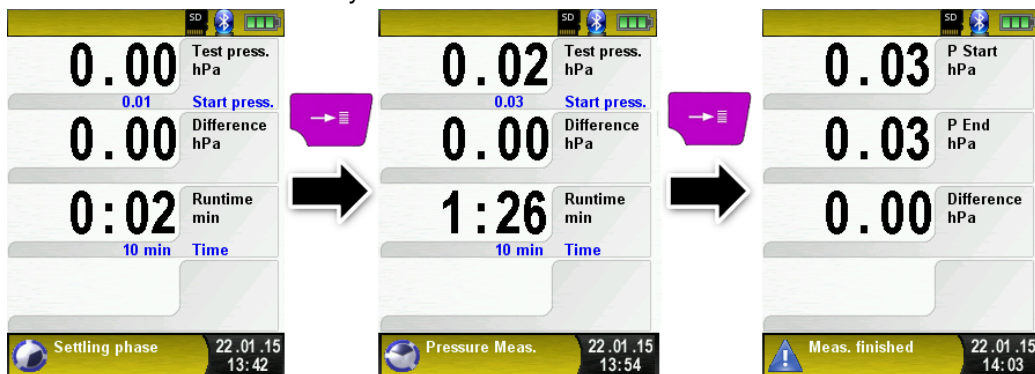 SD
0.00 Test press.
hPa
0.01 Start press.
0.00 Difference
hPa
0:02 Runtime
min
10 min Time
Settling phase 22.01.15
13:42
SD
0.02 Test press.
hPa
0.03 Start press.
0.00 Difference
hPa
1:26 Runtime
min
10 min Time
Pressure Meas. 22.01.15
13:54
SD
0.03 P Start
hPa
0.03 P End
hPa
0.00 Difference
hPa
Meas. finished 22.01.15
14:03